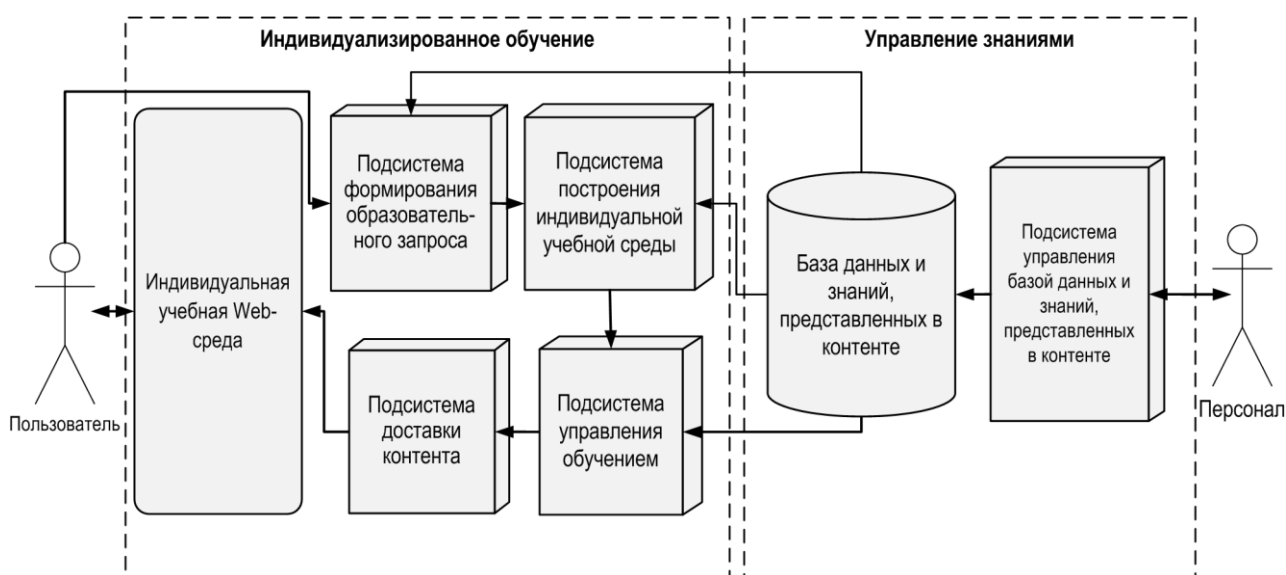 Индивидуализированное обучение
Управление знаниями
Подсистема
формирования
образователь-
ного запроса
Подсистема
построения
индивидуальной
учебной среды
Индивидуальная
учебная Web-
среда
База данных и
знаний,
представленных в
контенте
Подсистема
управления
базой данных и
знаний,
представленных
в контенте
Подсистема
доставки
контента
Подсистема
управления
обучением
Пользователь
Персонал